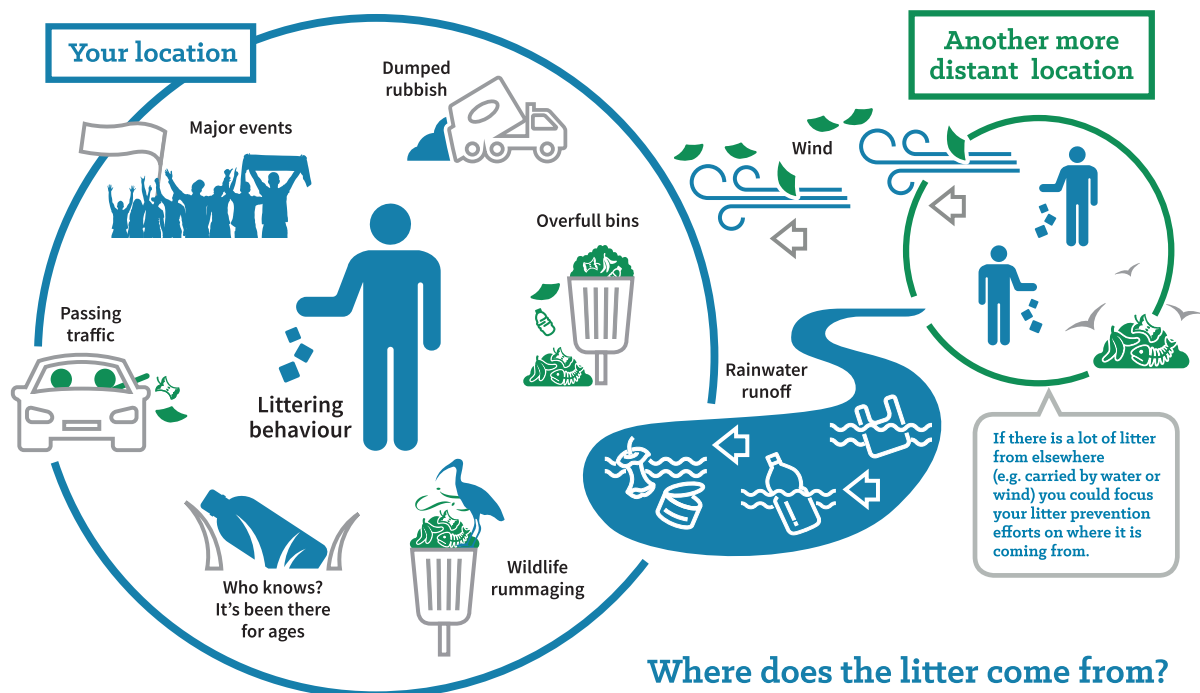 Your location
Another more
distant location
Dumped
rubbish
Major events
Wind
Overfull bins
Passing
traffic
Rainwater
runoff
Littering
behaviour
If there is a lot of litter
from elsewhere
(e.g. carried by water or
wind) you could focus
your litter prevention
efforts on where it is
coming from.
Who knows?
It's been there
for ages
Wildlife
rummaging
Where does the litter come from?